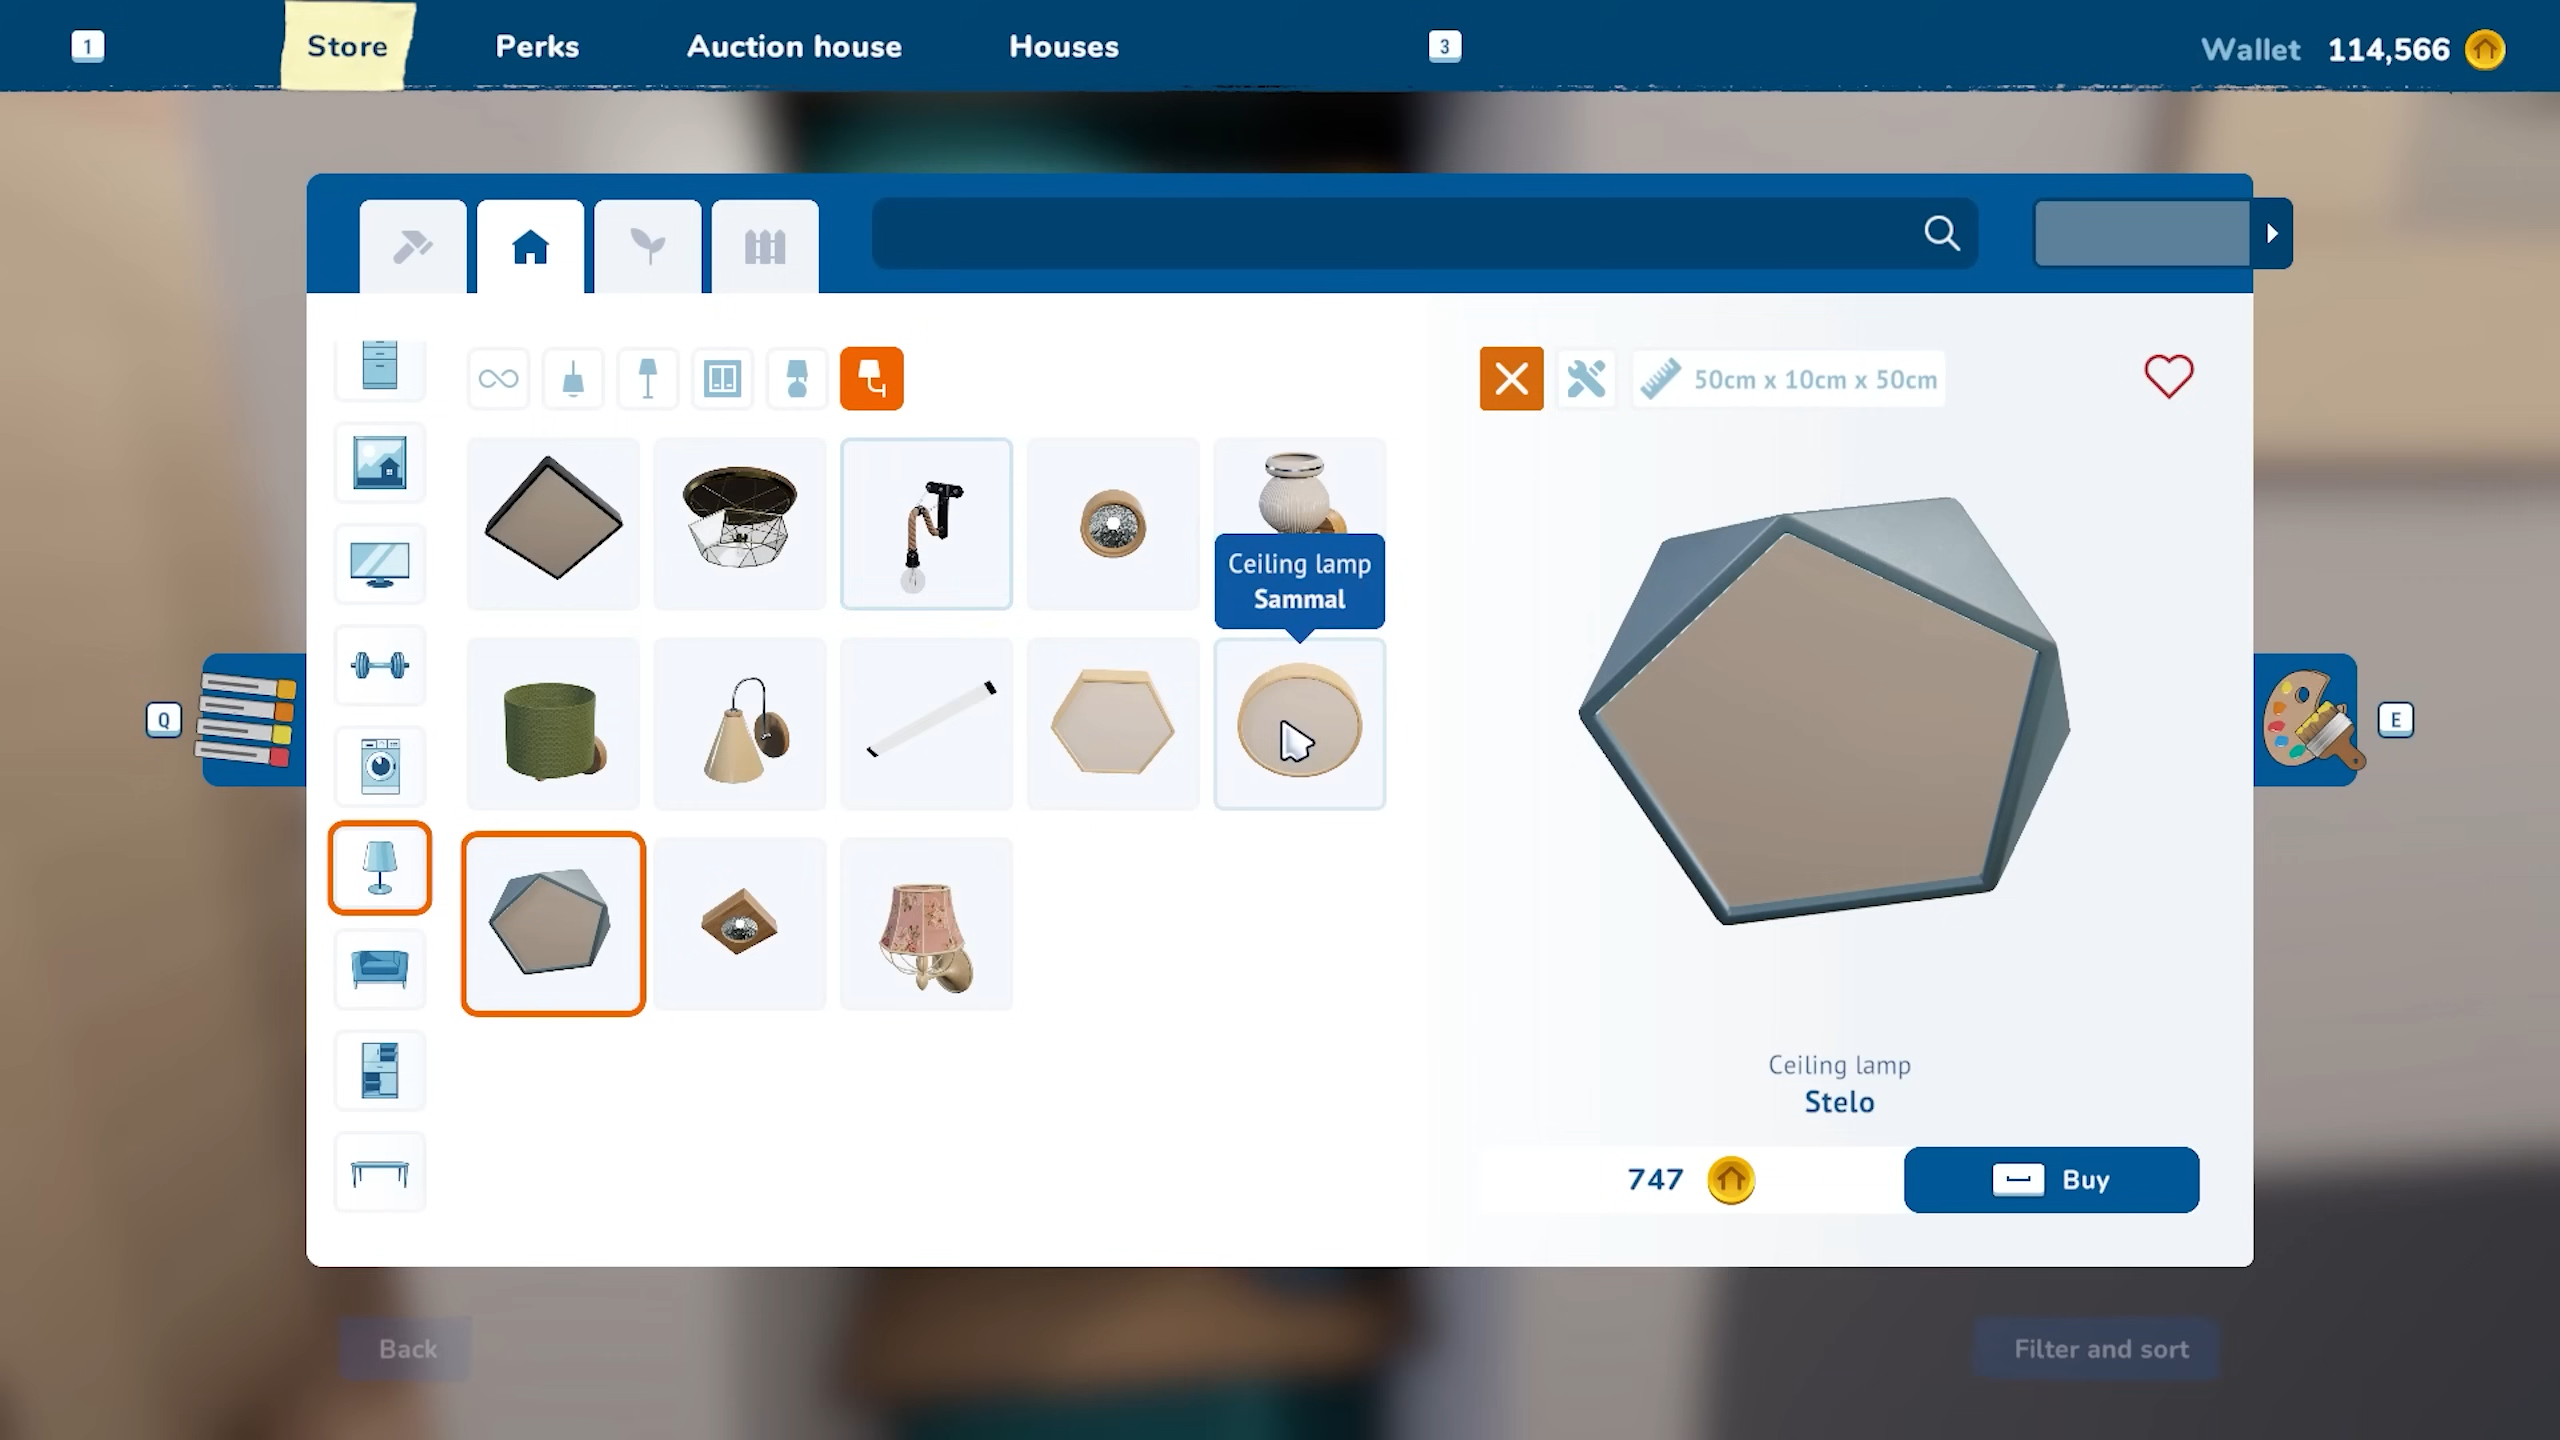 1
Store
Perks
Auction house
Houses
3
Wallet 114,566
50cm x 10cm x 50cm
Ceiling lamp
Sammal
Q
E
Ceiling lamp
Stelo
747
Buy
Back
Filter and sort